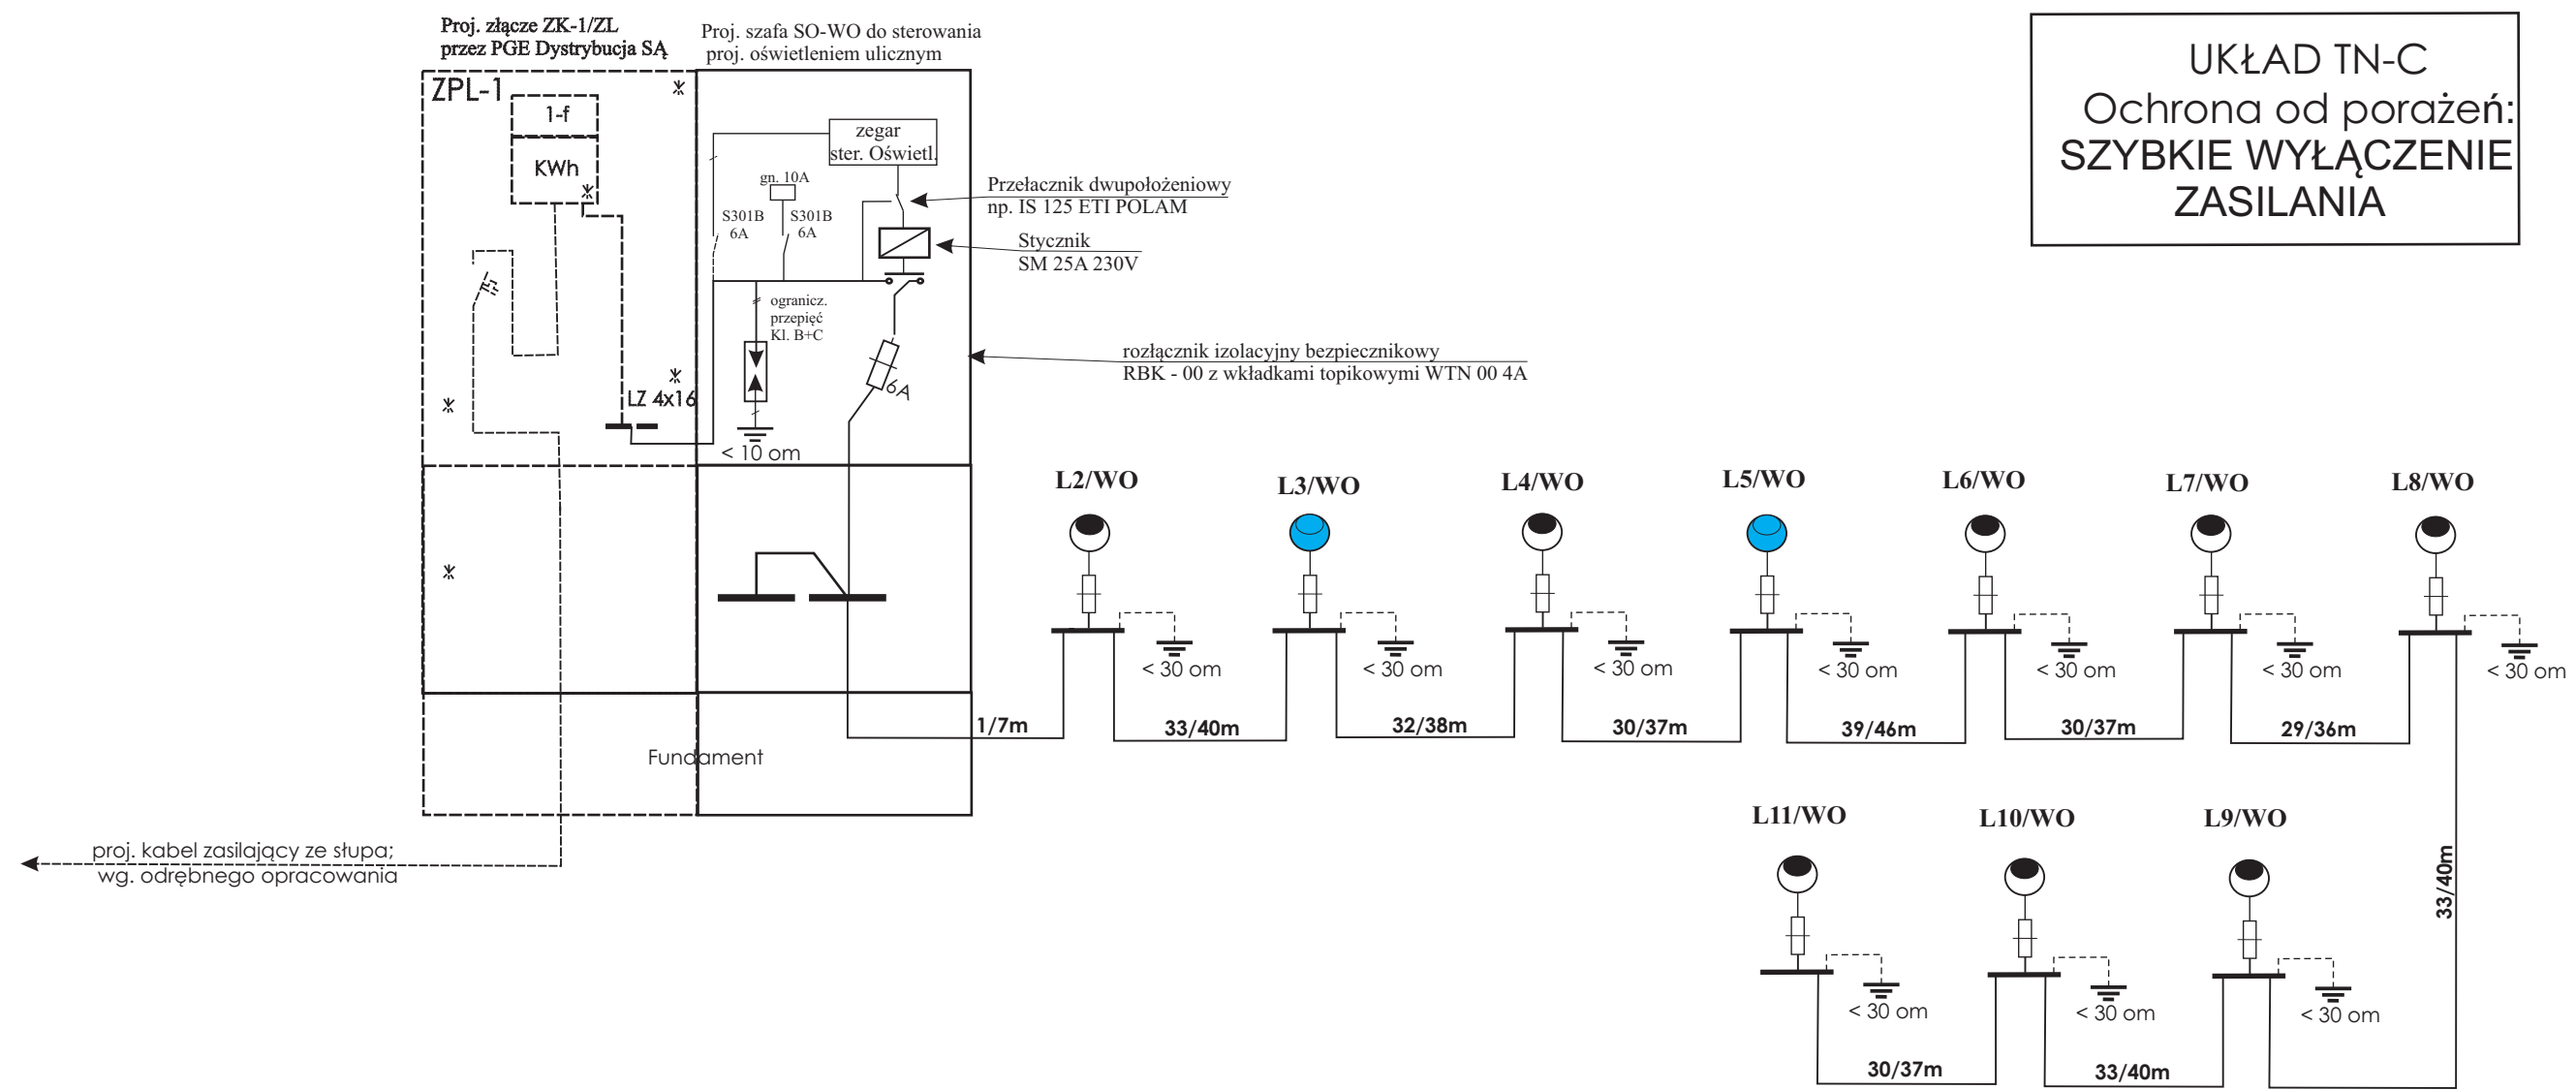 Proj. złącze ZK-1/ZL
przez PGE Dystrybucja SĄ
Proj. szafa SO-WO do sterowania
proj. oświetleniem ulicznym
UKŁAD TN-C
Ochrona od porażeń:
SZYBKIE WYŁĄCZENIE
ZASILANIA
ZPL-1
1-f
KWh
zegar
ster. Oświetl.
gn. 10A
S301B
6A
S301B
6A
Przełacznik dwupołożeniowy
np. IS 125 ETI POLAM
Stycznik
SM 25A 230V
ogranicz.
przepięć
Kl. B+C
rozłącznik izolacyjny bezpiecznikowy
RBK - 00 z wkładkami topikowymi WTN 00 4A
6A
LZ 4x16
< 10 om
L2/WO
L3/WO
L4/WO
L5/WO
L6/WO
L7/WO
L8/WO
< 30 om
< 30 om
< 30 om
< 30 om
< 30 om
< 30 om
< 30 om
1/7m
33/40m
32/38m
30/37m
39/46m
30/37m
29/36m
Fundament
L11/WO
L10/WO
L9/WO
33/40m
proj. kabel zasilający ze słupa;
wg. odrębnego opracowania
< 30 om
< 30 om
< 30 om
30/37m
33/40m